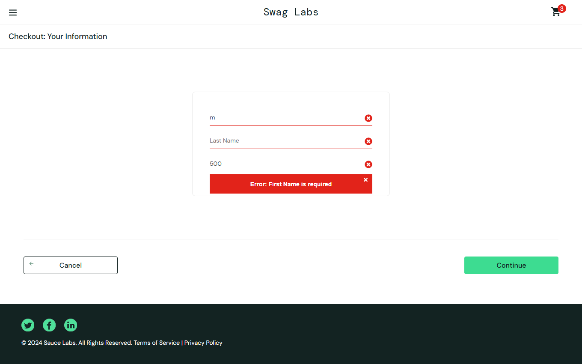 Swag Labs
3
Checkout: Your Information
m
Last Name
500
Error: First Name is required
Cancel
Continue
© 2024 Sauce Labs. All Rights Reserved. Terms of Service | Privacy Policy